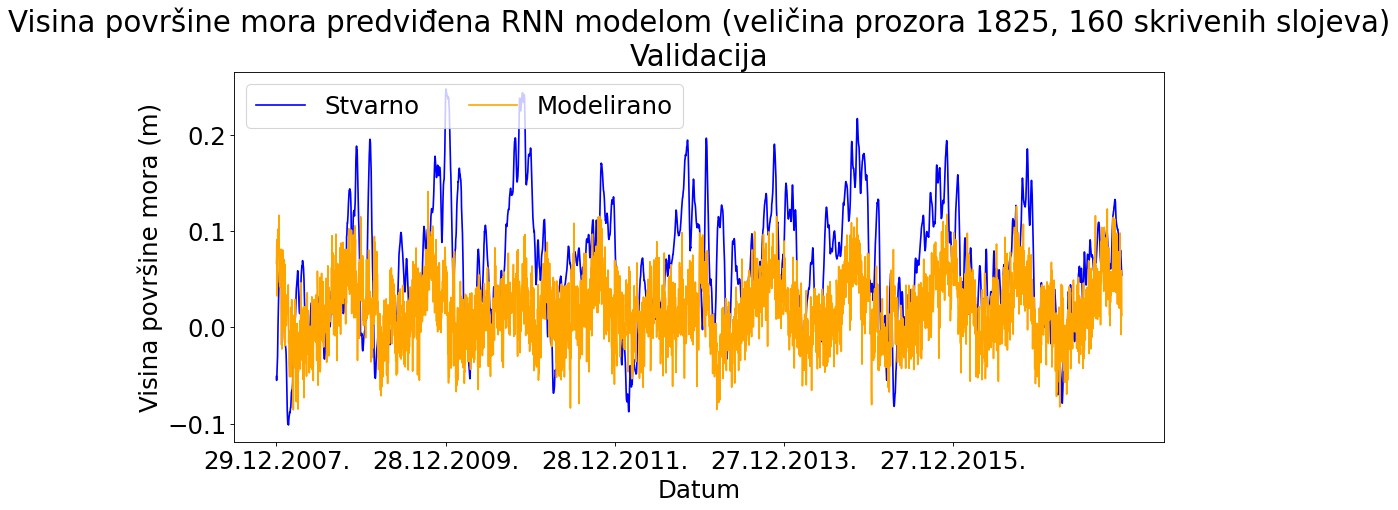 Visina površine mora predviđena RNN modelom (veličina prozora 1825, 160 skrivenih slojeva)
Validacija
Stvarno Modelirano
Visina površine mora (m)
0.2
0.1
0.0
−0.1
29.12.2007. 28.12.2009. 28.12.2011. 27.12.2013. 27.12.2015.
Datum